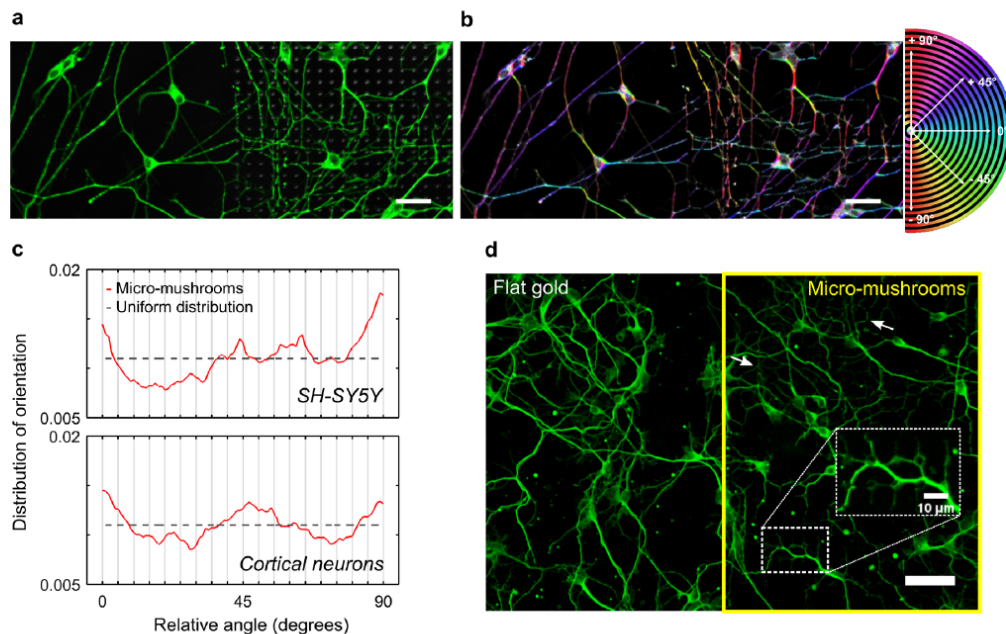 a
b
+ 90°
+ 45°
0°
- 45°
- 90°
c
0.02
Micro-mushrooms
Uniform distribution
SH-SY5Y
0.005
0.02
Cortical neurons
0.005
0
45
90
Distribution of orientation
Relative angle (degrees)
d
Flat gold
Micro-mushrooms
10 µm